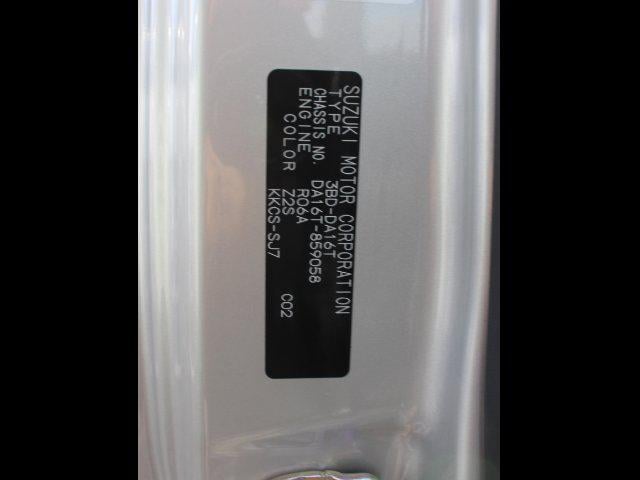 SUZUKI MOTOR CORPORATION
TYPE 3BD-DA16T
CHASSIS NO. DA16T-859058
ENGINE R06A
COLOR Z2S C02
KKCS-SJ7